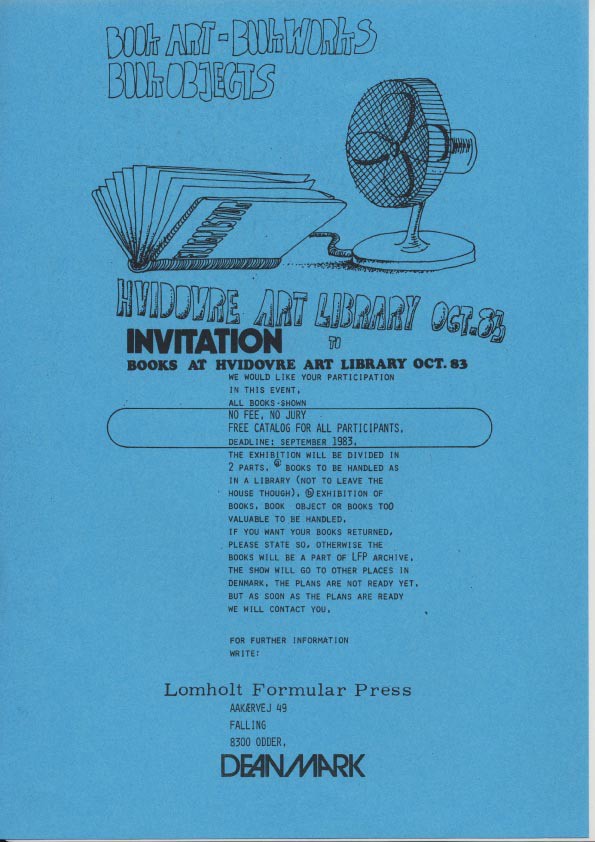 BOOK ART-BOOKWORKS
BOOKOBJECTS
HVIDOVRE ART LIBRARY OCT.83
INVITATION
TI
BOOKS AT HVIDOVRE ART LIBRARY OCT. 83
WE WOULD LIKE YOUR PARTICIPATION
IN THIS EVENT,
ALL BOOKS-SHOWN
NO FEE, NO JURY
FREE CATALOG FOR ALL PARTICIPANTS,
DEADLINE: SEPTEMBER 1983,
THE EXHIBITION WILL BE DIVIDED IN
2 PARTS, ⓐ BOOKS TO BE HANDLED AS
IN A LIBRARY (NOT TO LEAVE THE
HOUSE THOUGH), ⓑ EXHIBITION OF
BOOKS, BOOK OBJECT OR BOOKS TOO
VALUABLE TO BE HANDLED,
IF YOU WANT YOUR BOOKS RETURNED,
PLEASE STATE SO, OTHERWISE THE
BOOKS WILL BE A PART OF LFP ARCHIVE,
THE SHOW WILL GO TO OTHER PLACES IN
DENMARK, THE PLANS ARE NOT READY YET,
BUT AS SOON AS THE PLANS ARE READY
WE WILL CONTACT YOU,
FOR FURTHER INFORMATION
WRITE:
Lomholt Formular Press
AAKÆRVEJ 49
FALLING
8300 ODDER,
DEANMARK